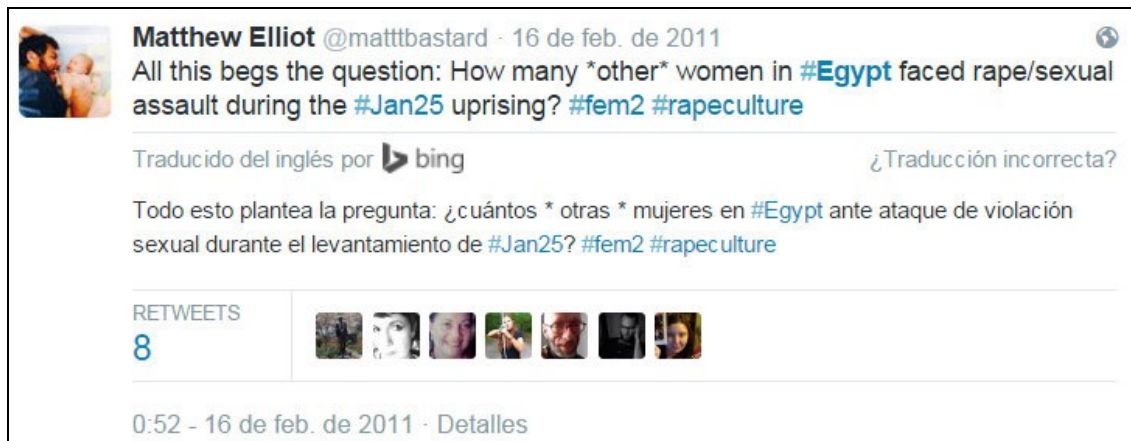 Matthew Elliot @matttbastard · 16 de feb. de 2011
All this begs the question: How many *other* women in #Egypt faced rape/sexual
assault during the #Jan25 uprising? #fem2 #rapeculture
Traducido del inglés por bing ¿Traducción incorrecta?
Todo esto plantea la pregunta: ¿cuántos * otras * mujeres en #Egypt ante ataque de violación
sexual durante el levantamiento de #Jan25? #fem2 #rapeculture
RETWEETS
8
0:52 - 16 de feb. de 2011 · Detalles